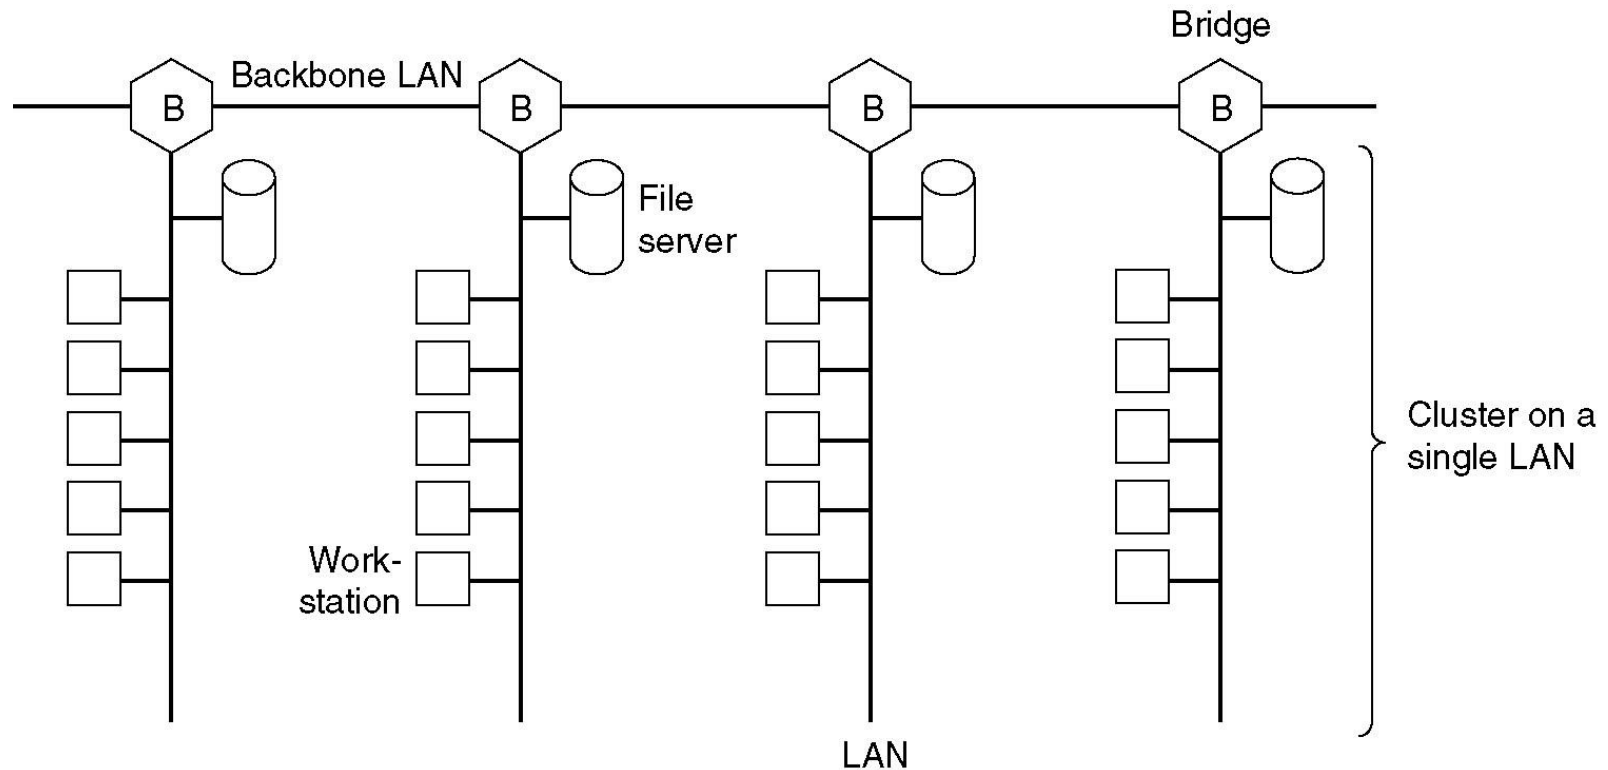 Bridge
Backbone LAN
B
B
B
B
File
server
Cluster on a
single LAN
Work-
station
LAN